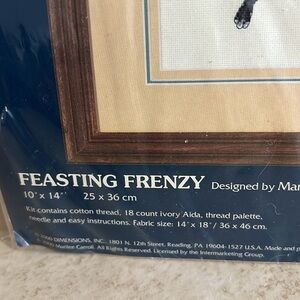 FEASTING FRENZY Designed by Mar
10" x 14" 25 x 36 cm
Kit contains cotton thread, 18 count ivory Aida, thread palette,
needle and easy instructions. Fabric size: 14" x 18"/ 36 x 46 cm.
2000 DIMENSIONS, INC., 1801 N. 12th Street, Reading, PA 19604-1527 U.S.A. Made and
Marilee Carroll. All Rights Reserved. Licensed by the Intermarketing Group.